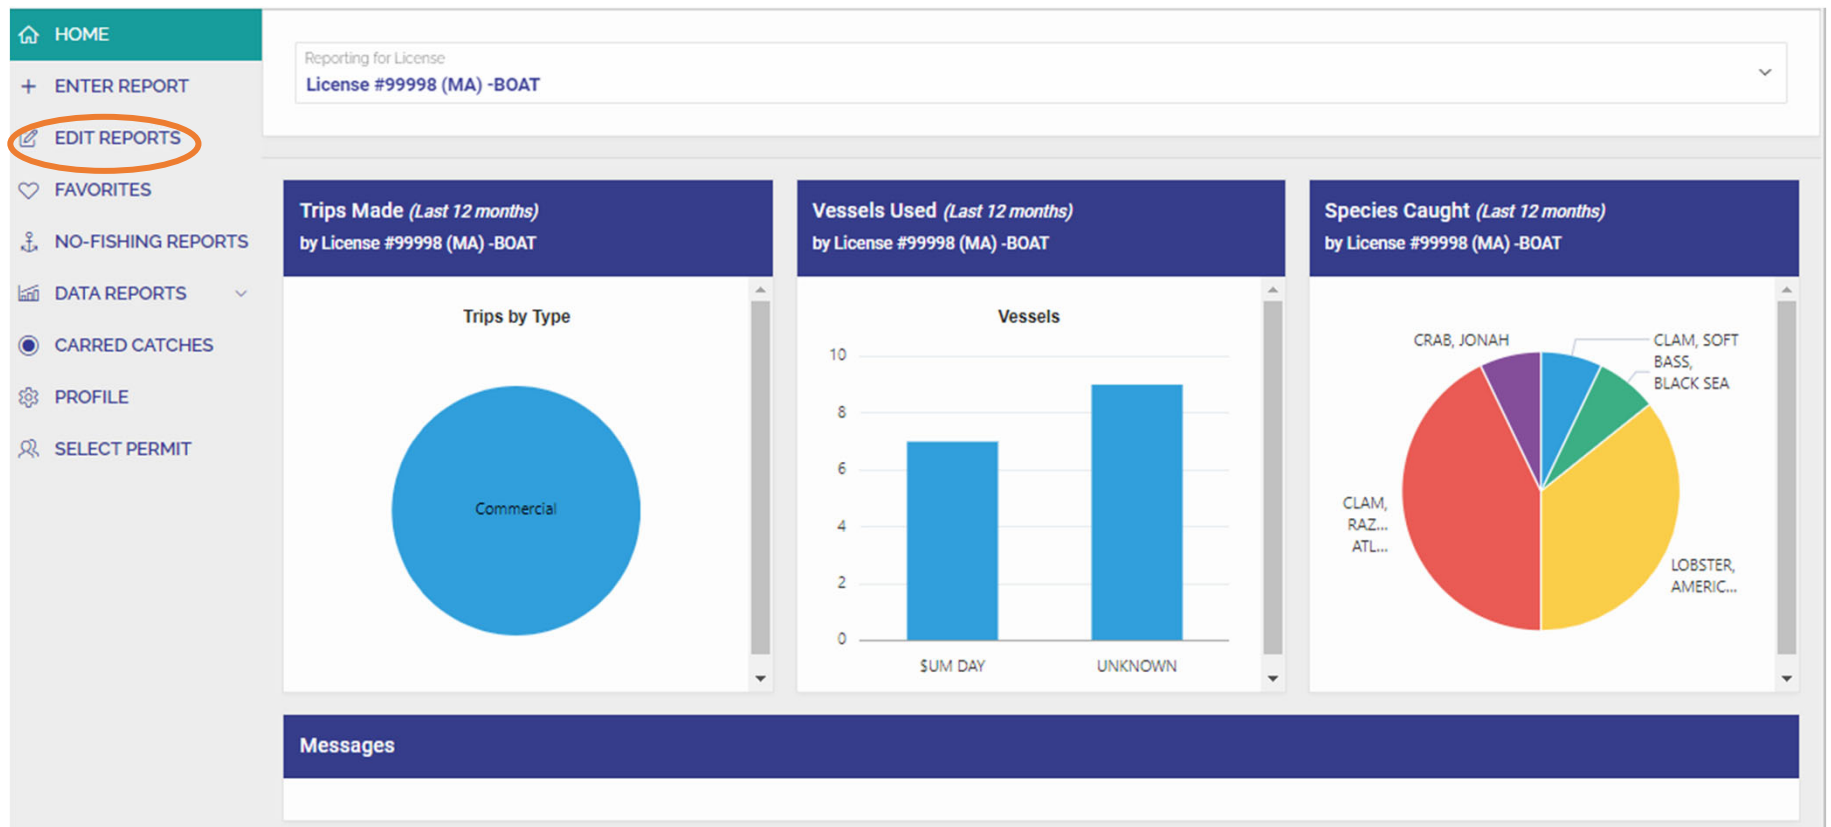 HOME
ENTER REPORT
EDIT REPORTS
FAVORITES
NO-FISHING REPORTS
DATA REPORTS
CARRED CATCHES
PROFILE
SELECT PERMIT
Reporting for License
License #99998 (MA) -BOAT
Trips Made (Last 12 months)
by License #99998 (MA) -BOAT
Trips by Type
Commercial
Vessels Used (Last 12 months)
by License #99998 (MA) -BOAT
Vessels
10
8
6
4
2
0
$UM DAY
UNKNOWN
Species Caught (Last 12 months)
by License #99998 (MA) -BOAT
CRAB, JONAH
CLAM, SOFT
BASS,
BLACK SEA
CLAM,
RAZ...
ATL...
LOBSTER,
AMERIC...
Messages